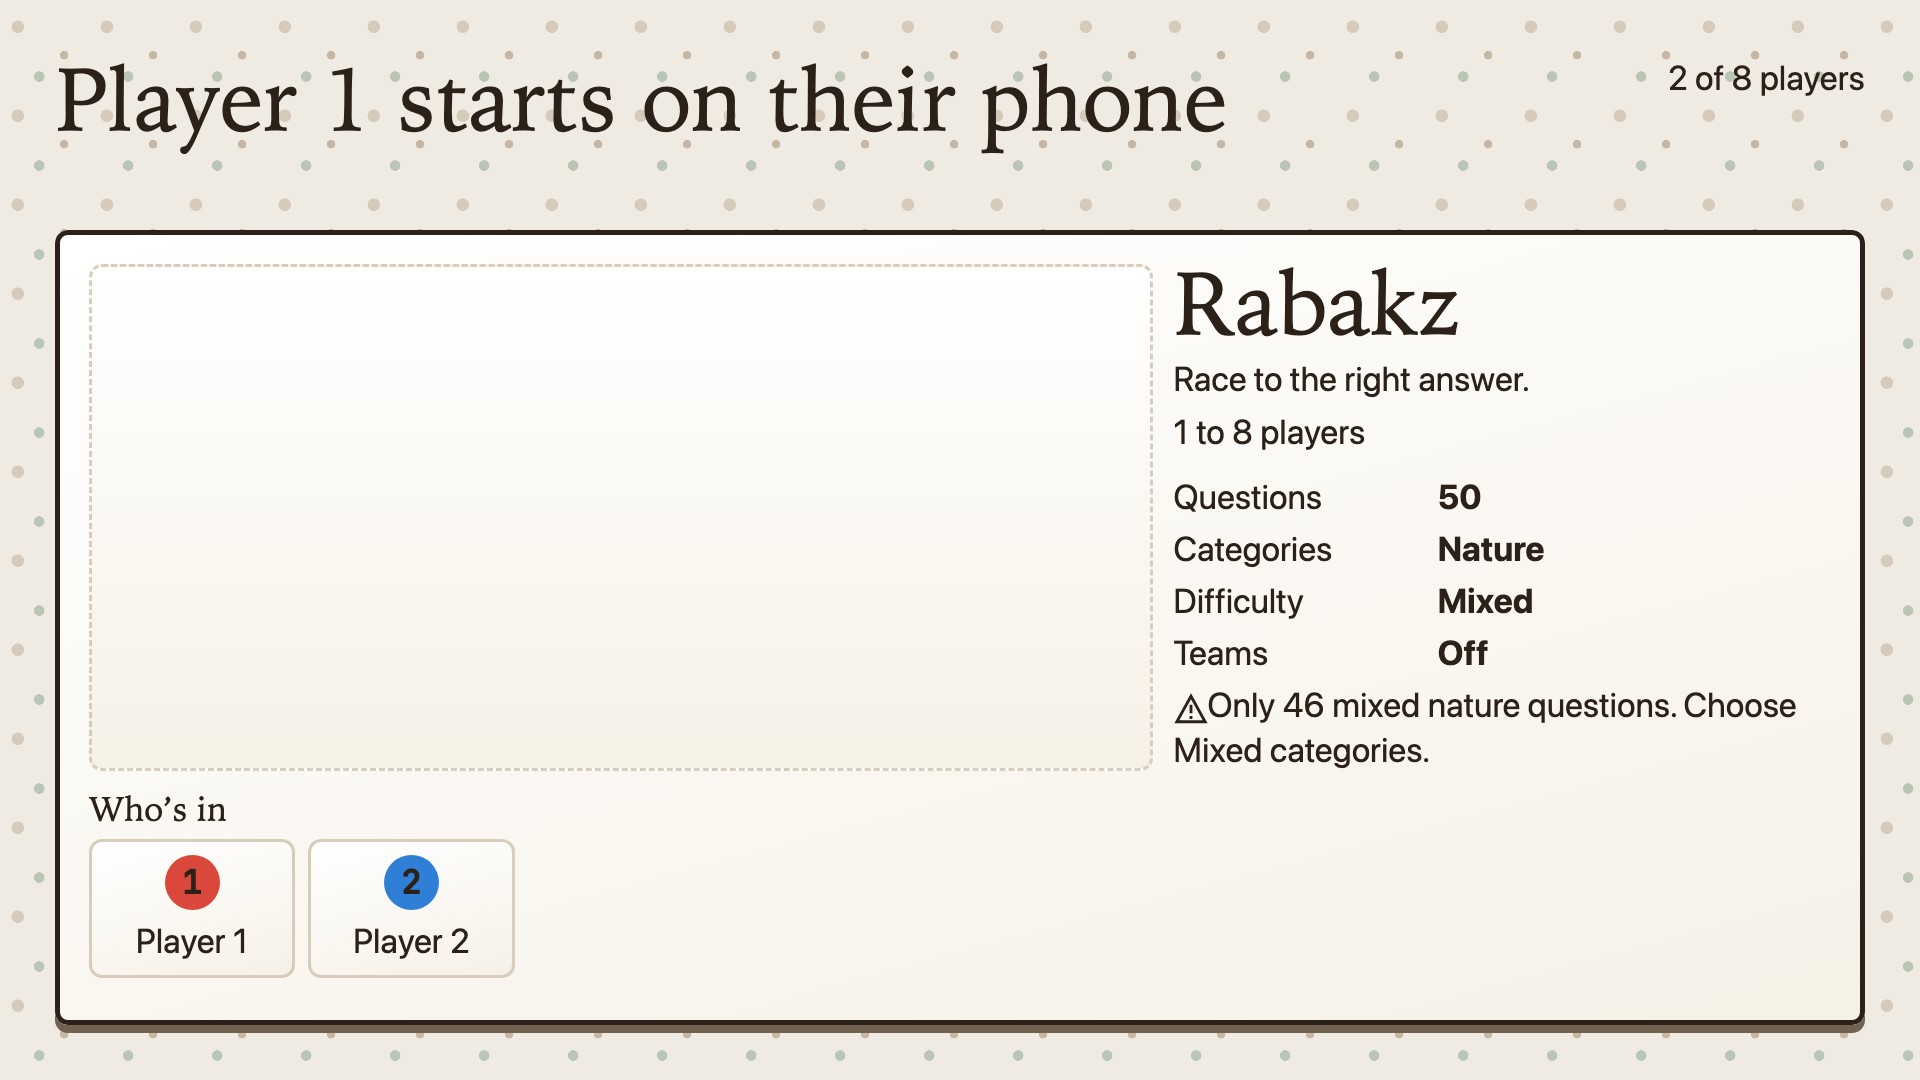 Player 1 starts on their phone
2 of 8 players
Rabakz
Race to the right answer.
1 to 8 players
Questions 50
Categories Nature
Difficulty Mixed
Teams Off
⚠Only 46 mixed nature questions. Choose
Mixed categories.
Who’s in
1 2
Player 1 Player 2